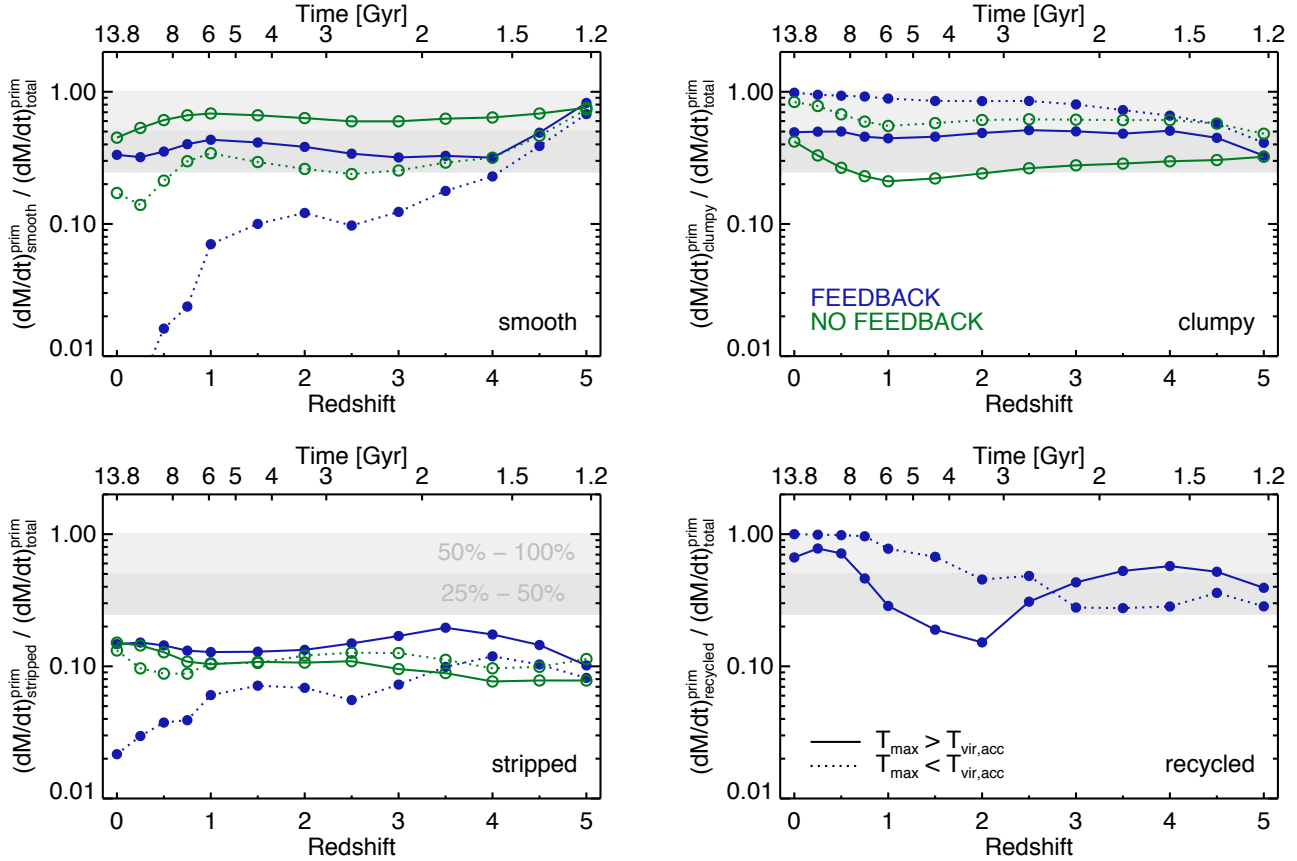 Time [Gyr]
13.8 8 6 5 4 3 2 1.5 1.2
1.00
0.10
0.01
(dM/dt)^prim_smooth / (dM/dt)^prim_total
smooth
0 1 2 3 4 5
Redshift
Time [Gyr]
13.8 8 6 5 4 3 2 1.5 1.2
1.00
0.10
0.01
(dM/dt)^prim_clumpy / (dM/dt)^prim_total
FEEDBACK
NO FEEDBACK
clumpy
0 1 2 3 4 5
Redshift
Time [Gyr]
13.8 8 6 5 4 3 2 1.5 1.2
1.00
0.10
0.01
(dM/dt)^prim_stripped / (dM/dt)^prim_total
50% – 100%
25% – 50%
stripped
0 1 2 3 4 5
Redshift
Time [Gyr]
13.8 8 6 5 4 3 2 1.5 1.2
1.00
0.10
0.01
(dM/dt)^prim_recycled / (dM/dt)^prim_total
T_max > T_vir,acc
T_max < T_vir,acc
recycled
0 1 2 3 4 5
Redshift